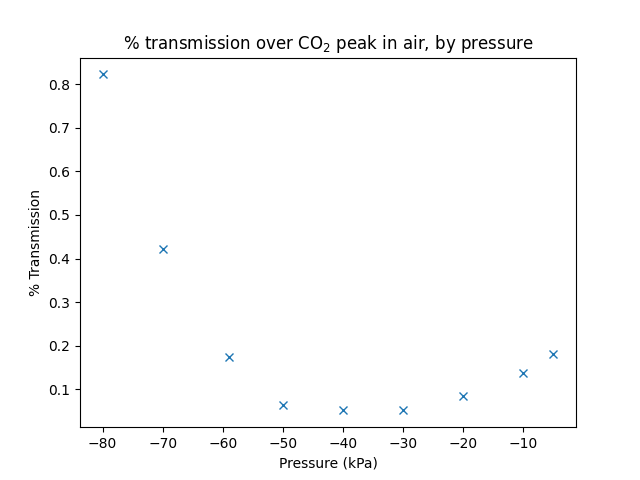 % transmission over CO₂ peak in air, by pressure
% Transmission
0.8
0.7
0.6
0.5
0.4
0.3
0.2
0.1
−80 −70 −60 −50 −40 −30 −20 −10
Pressure (kPa)